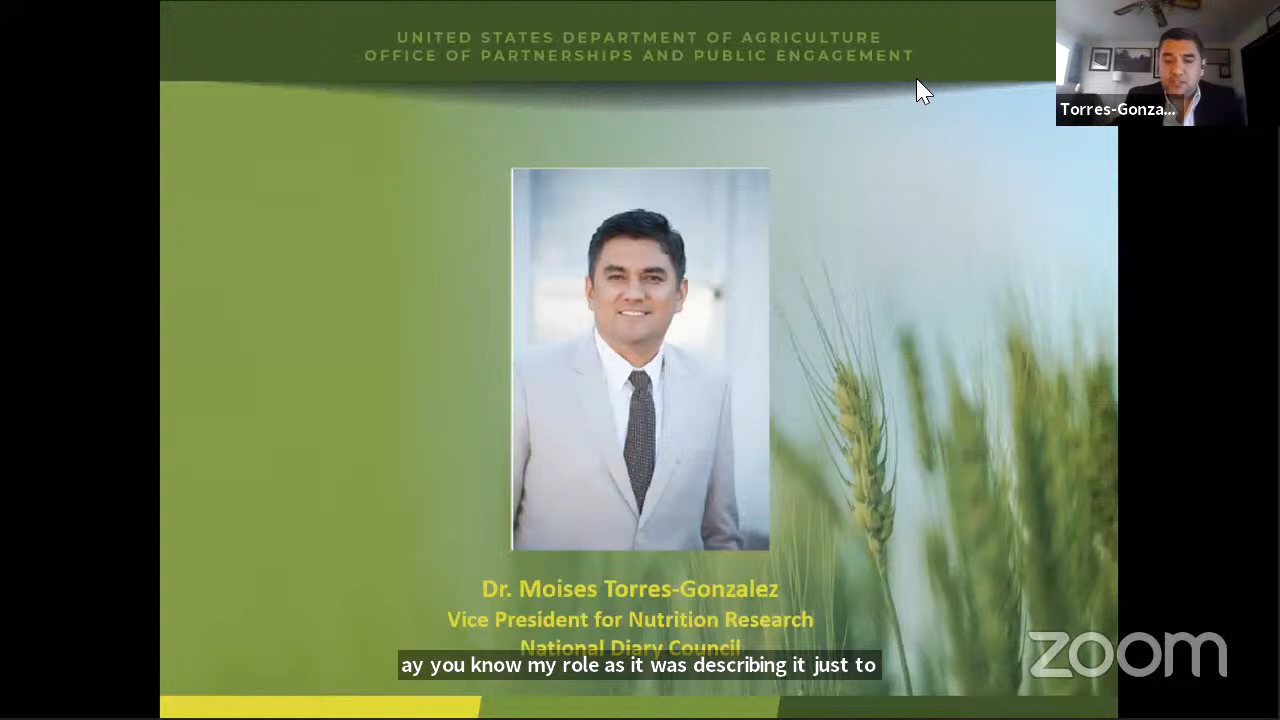 UNITED STATES DEPARTMENT OF AGRICULTURE
OFFICE OF PARTNERSHIPS AND PUBLIC ENGAGEMENT
Torres-Gonza...
Dr. Moises Torres-Gonzalez
Vice President for Nutrition Research
National Diary Council
ay you know my role as it was describing it just to
zoom